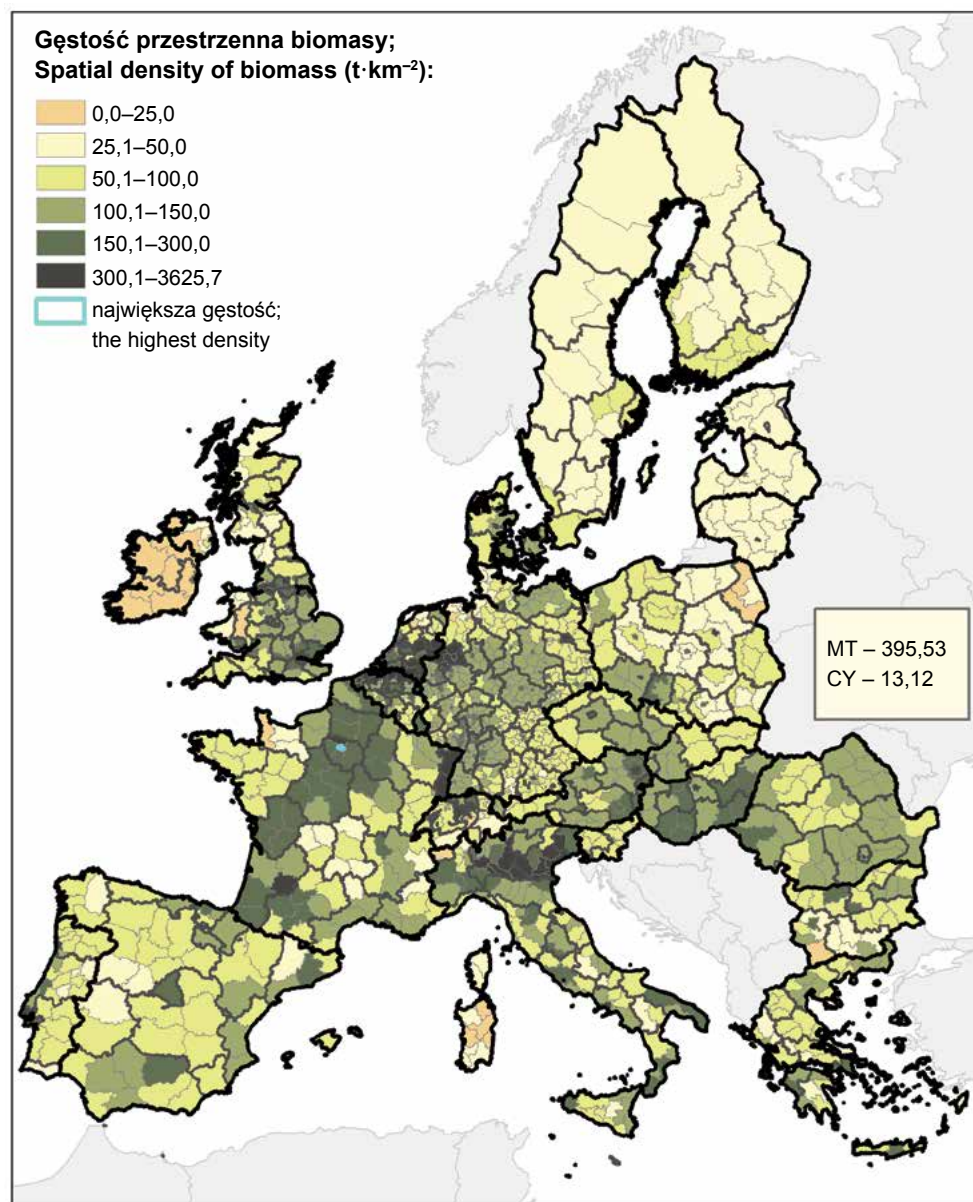 Gęstość przestrzenna biomasy;
Spatial density of biomass (t·km⁻²):
0,0–25,0
25,1–50,0
50,1–100,0
100,1–150,0
150,1–300,0
300,1–3625,7
największa gęstość;
the highest density
MT – 395,53
CY – 13,12